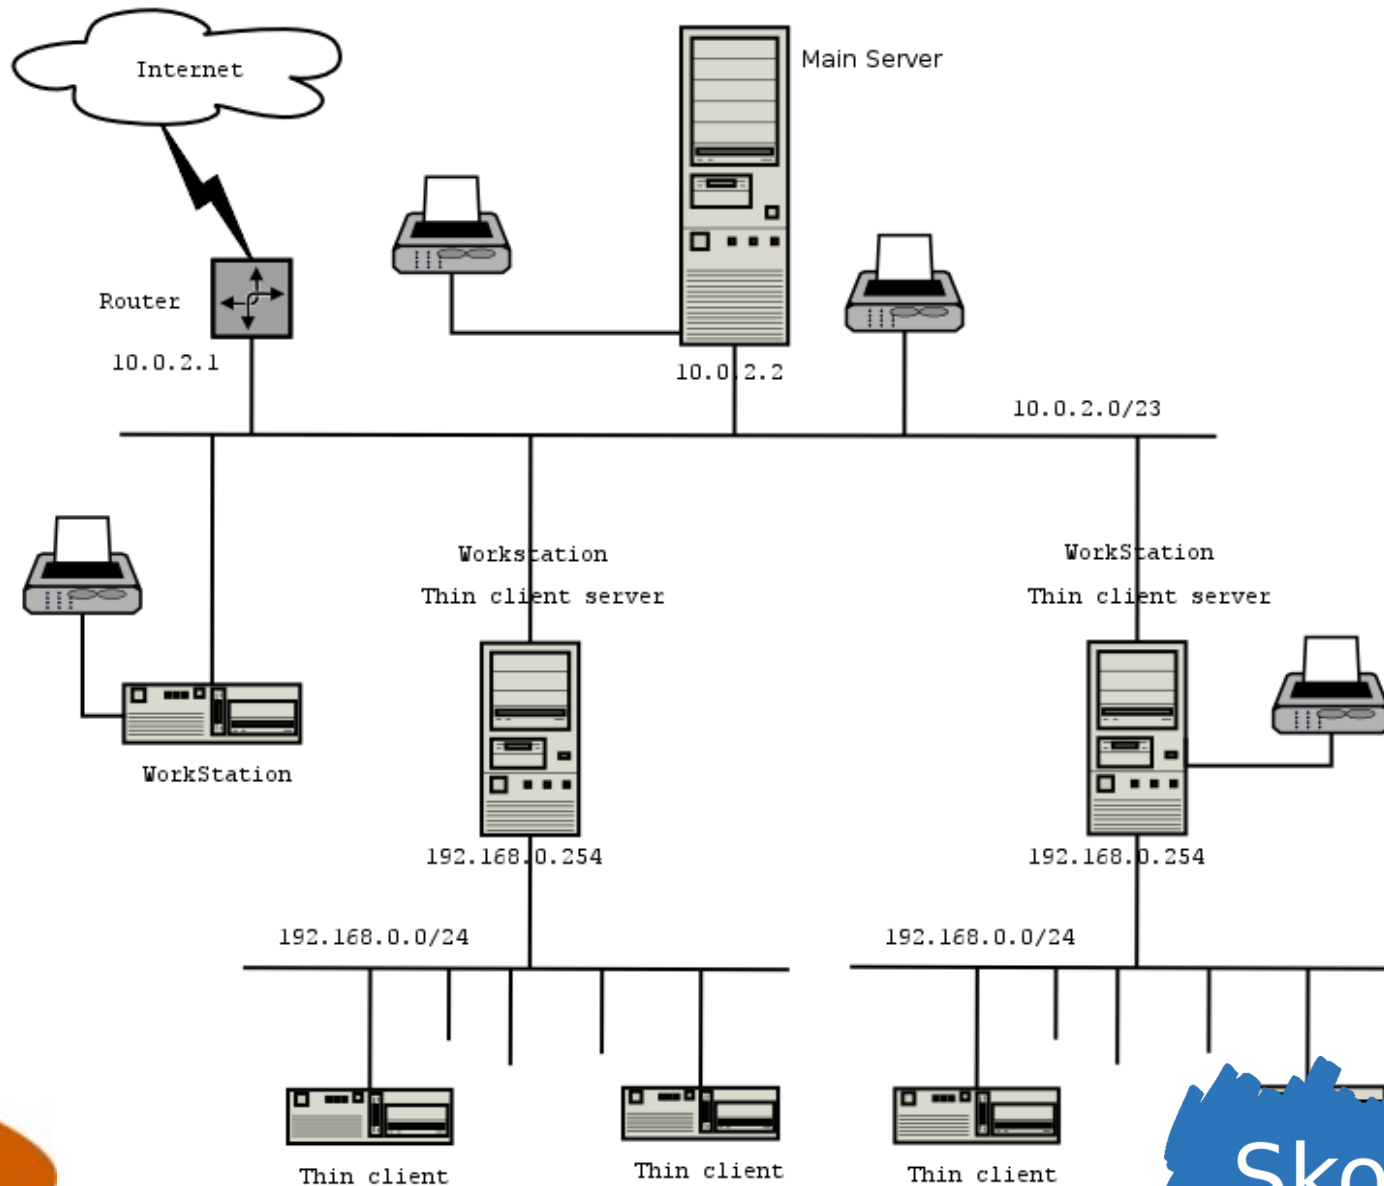 Internet
Main Server
Router
10.0.2.1
10.0.2.2
10.0.2.0/23
Workstation
Thin client server
WorkStation
Thin client server
WorkStation
192.168.0.254
192.168.0.254
192.168.0.0/24
192.168.0.0/24
Thin client
Thin client
Thin client
Sko